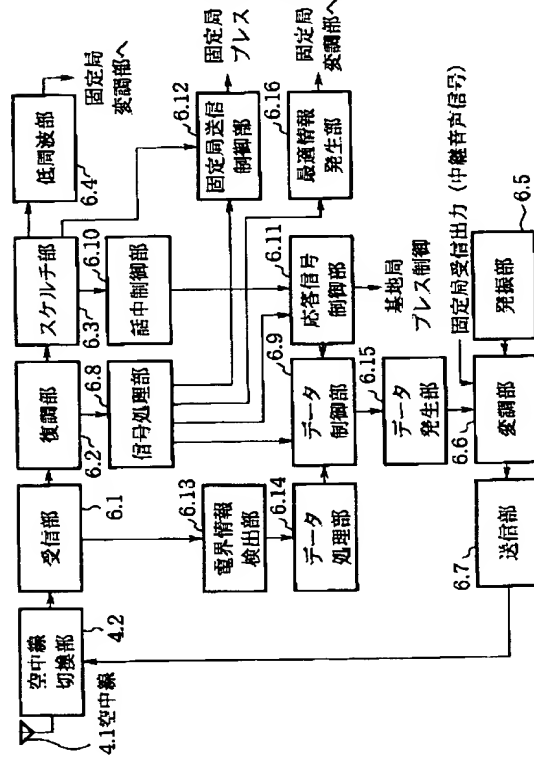 4.1空中線
空中線
切換部
4.2
受信部
6.1
復調部
6.2
スケルチ部
6.3
低周波部
6.4
固定局
変調部へ
信号処理部
6.8
話中制御部
6.10
固定局送信
制御部
6.12
固定局
プレス
電界情報
検出部
6.13
データ
処理部
6.14
データ
制御部
6.9
応答信号
制御部
6.11
基地局
プレス制御
最適情報
発生部
6.16
固定局
変調部へ
データ
発生部
6.15
固定局受信出力(中継音声信号)
送信部
6.7
変調部
6.6
発振部
6.5